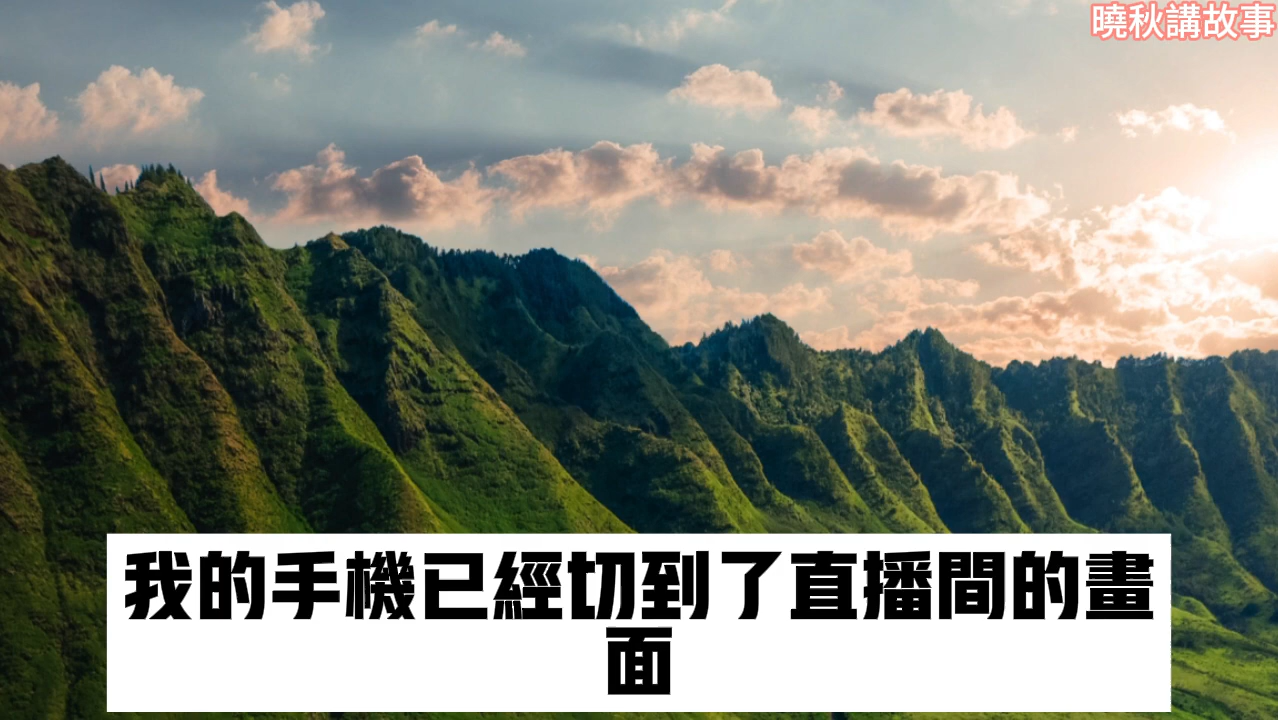 曉秋講故事
我的手機已經切到了直播間的畫
面